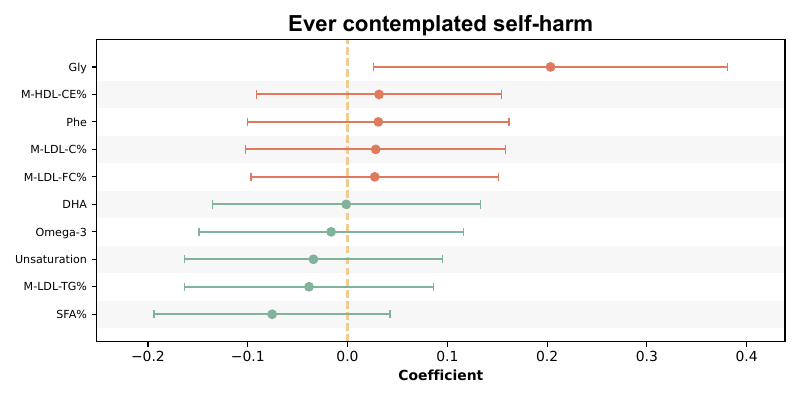 Ever contemplated self-harm
Gly
M-HDL-CE%
Phe
M-LDL-C%
M-LDL-FC%
DHA
Omega-3
Unsaturation
M-LDL-TG%
SFA%
−0.2 −0.1 0.0 0.1 0.2 0.3 0.4
Coefficient